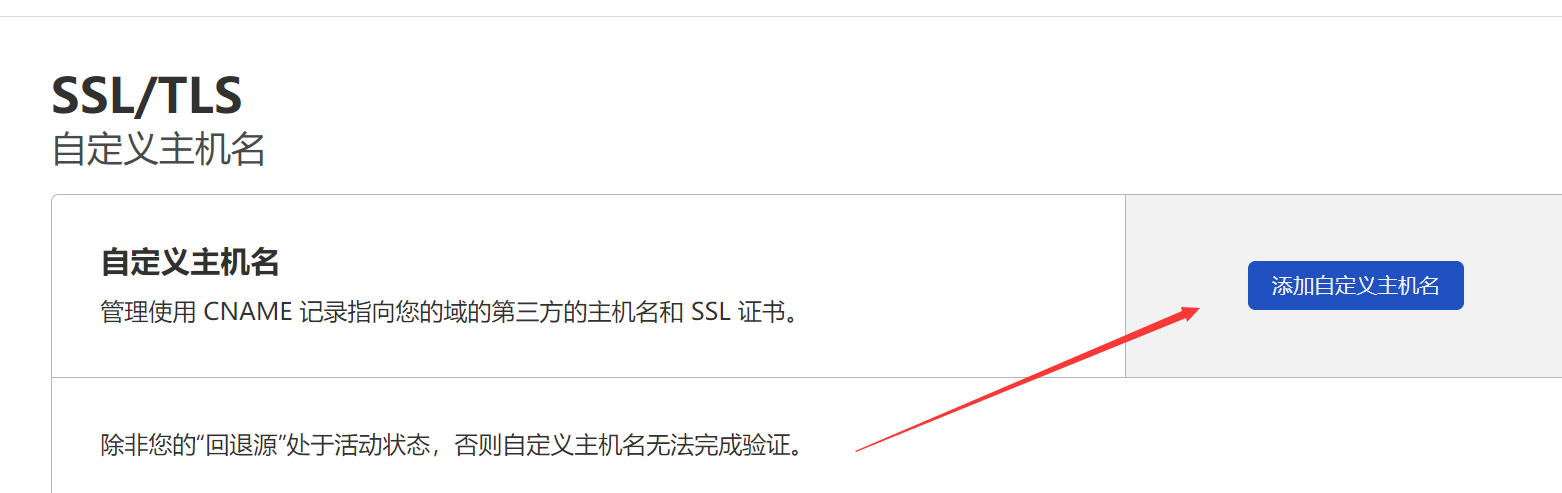 SSL/TLS
自定义主机名
自定义主机名
管理使用 CNAME 记录指向您的域的第三方的主机名和 SSL 证书。
添加自定义主机名
除非您的“回退源”处于活动状态，否则自定义主机名无法完成验证。